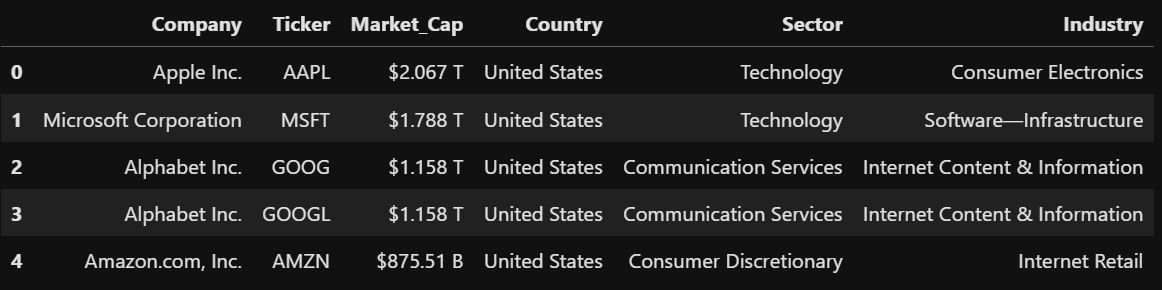 Company Ticker Market_Cap Country Sector Industry
0 Apple Inc. AAPL $2.067 T United States Technology Consumer Electronics
1 Microsoft Corporation MSFT $1.788 T United States Technology Software—Infrastructure
2 Alphabet Inc. GOOG $1.158 T United States Communication Services Internet Content & Information
3 Alphabet Inc. GOOGL $1.158 T United States Communication Services Internet Content & Information
4 Amazon.com, Inc. AMZN $875.51 B United States Consumer Discretionary Internet Retail